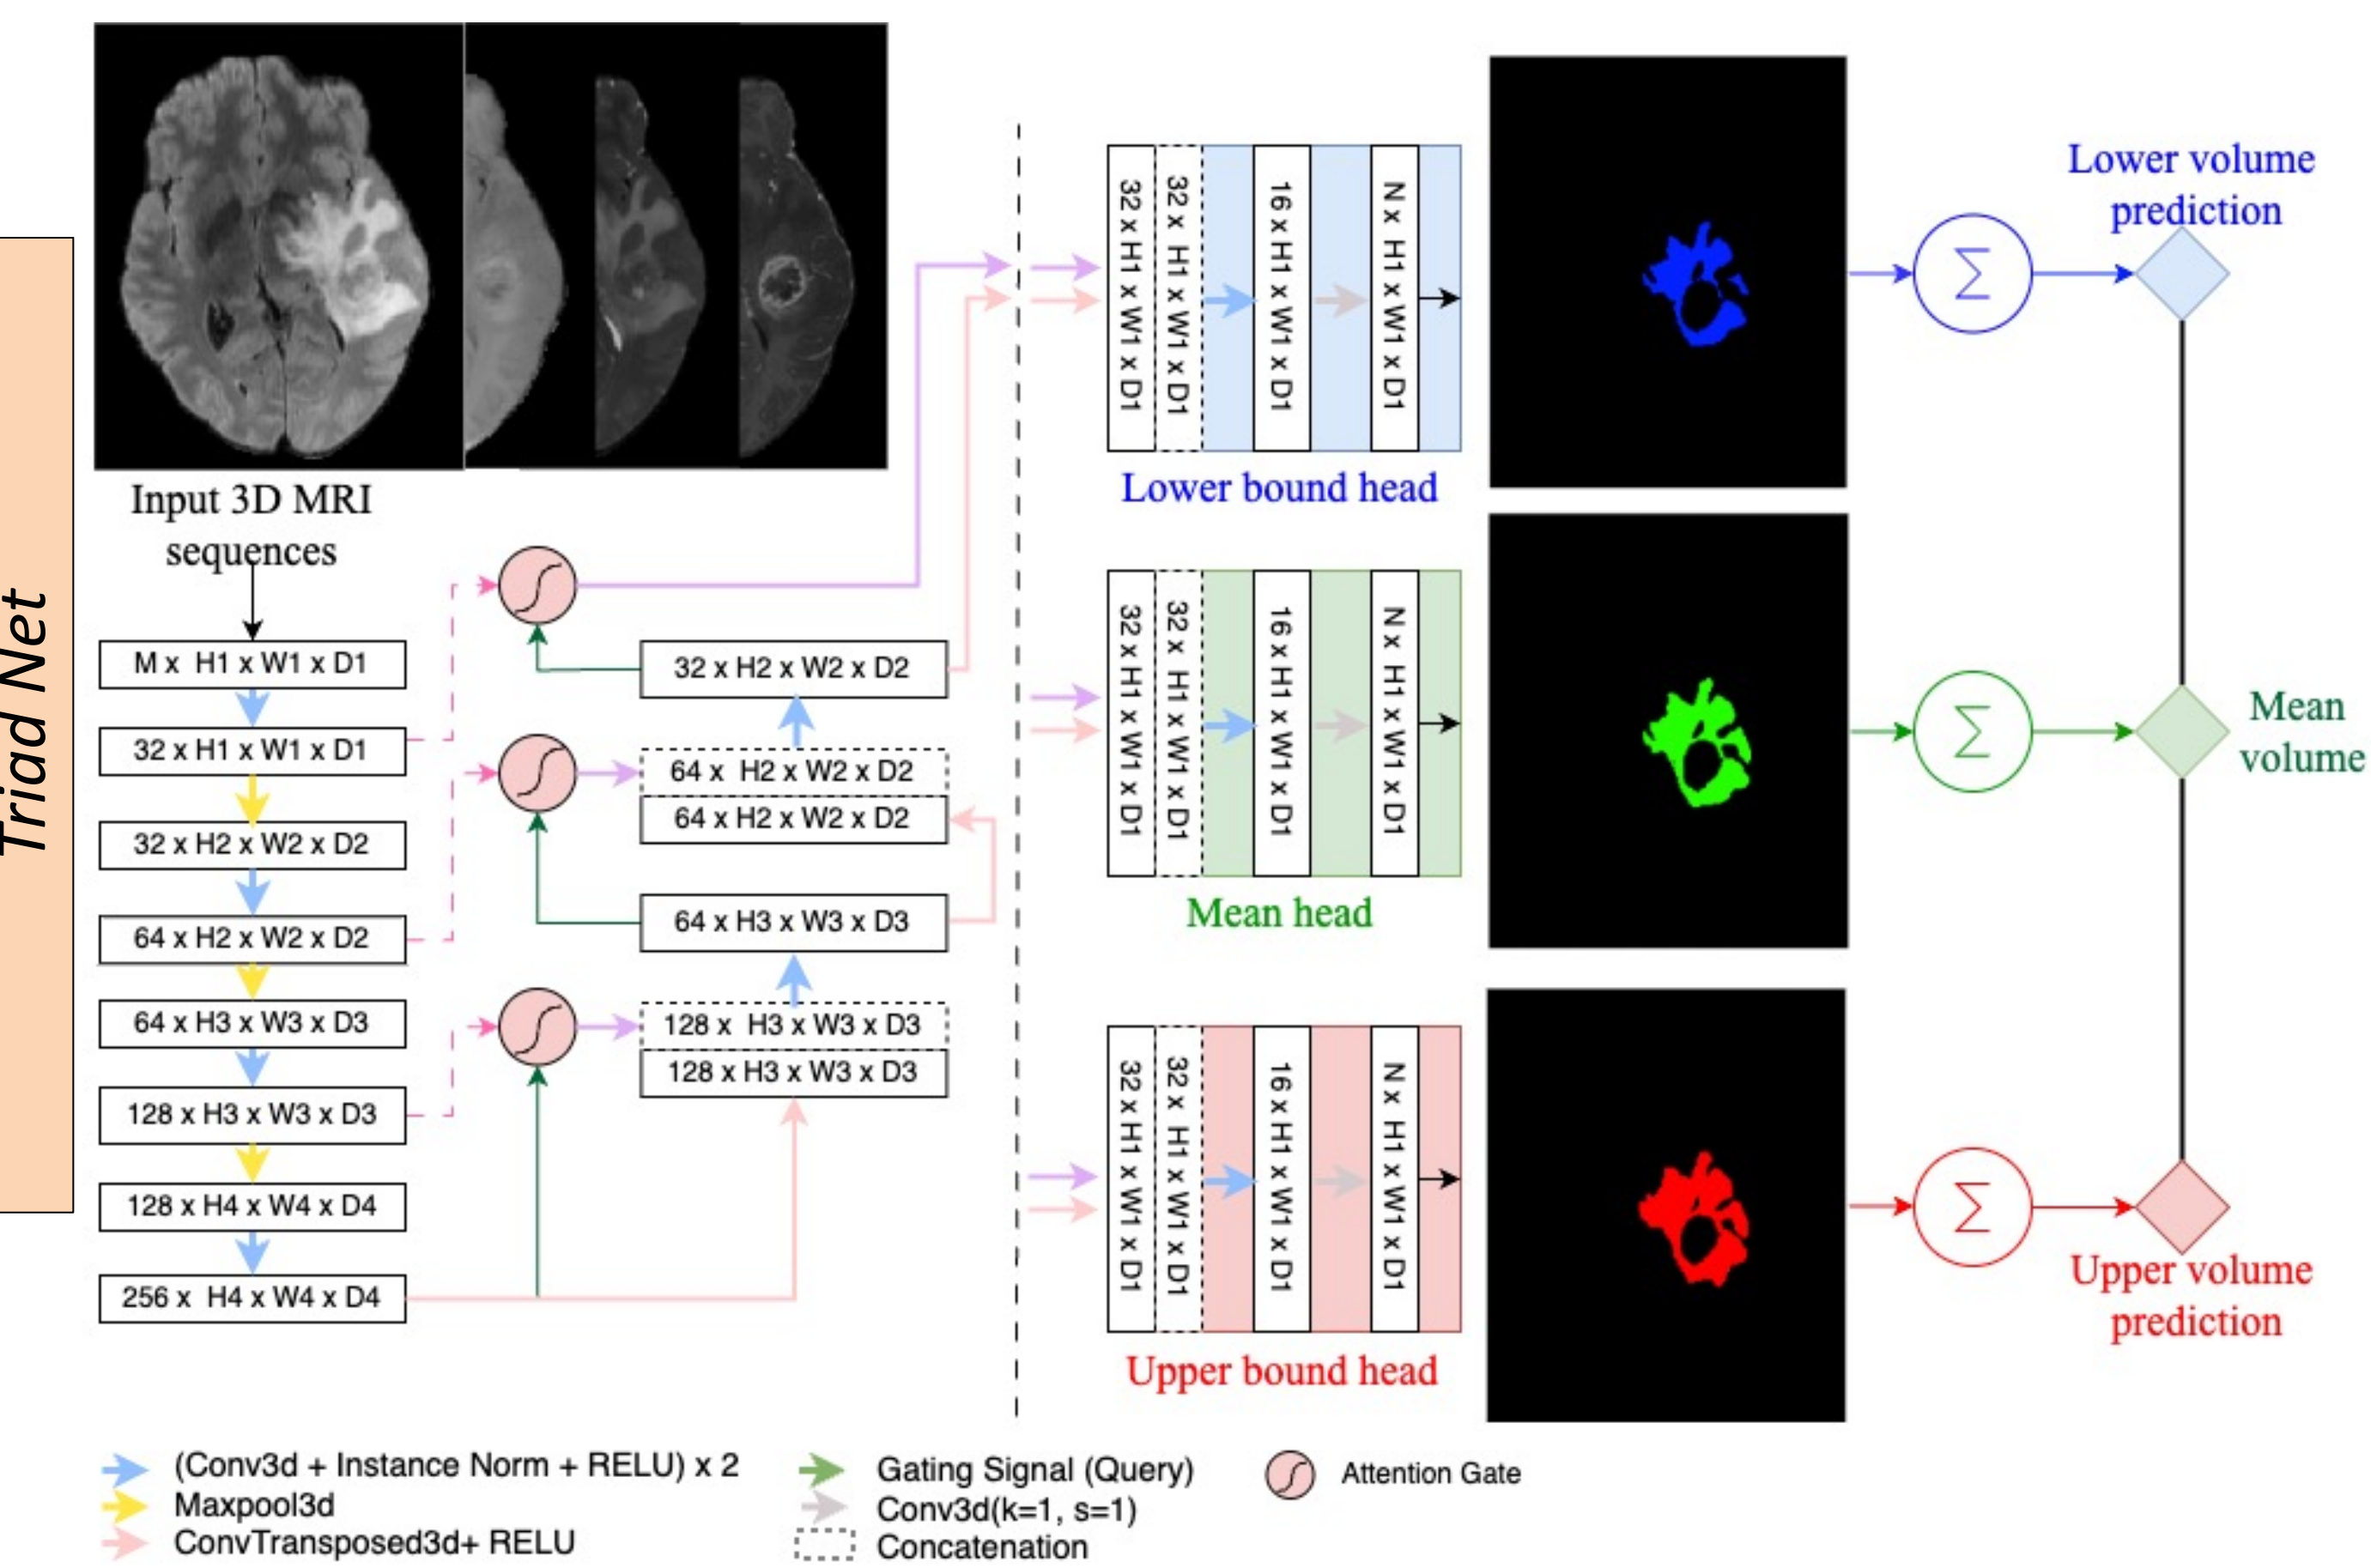 Triad Net
Input 3D MRI
sequences
M x H1 x W1 x D1
32 x H1 x W1 x D1
32 x H2 x W2 x D2
64 x H2 x W2 x D2
64 x H3 x W3 x D3
128 x H3 x W3 x D3
128 x H4 x W4 x D4
256 x H4 x W4 x D4
32 x H2 x W2 x D2
64 x H2 x W2 x D2
64 x H2 x W2 x D2
64 x H3 x W3 x D3
128 x H3 x W3 x D3
128 x H3 x W3 x D3
32 x H1 x W1 x D1
32 x H1 x W1 x D1
16 x H1 x W1 x D1
N x H1 x W1 x D1
Lower bound head
Σ
Lower volume
prediction
32 x H1 x W1 x D1
32 x H1 x W1 x D1
16 x H1 x W1 x D1
N x H1 x W1 x D1
Mean head
Σ
Mean
volume
32 x H1 x W1 x D1
32 x H1 x W1 x D1
16 x H1 x W1 x D1
N x H1 x W1 x D1
Upper bound head
Σ
Upper volume
prediction
(Conv3d + Instance Norm + RELU) x 2
Maxpool3d
ConvTransposed3d+ RELU
Gating Signal (Query)
Conv3d(k=1, s=1)
Concatenation
Attention Gate